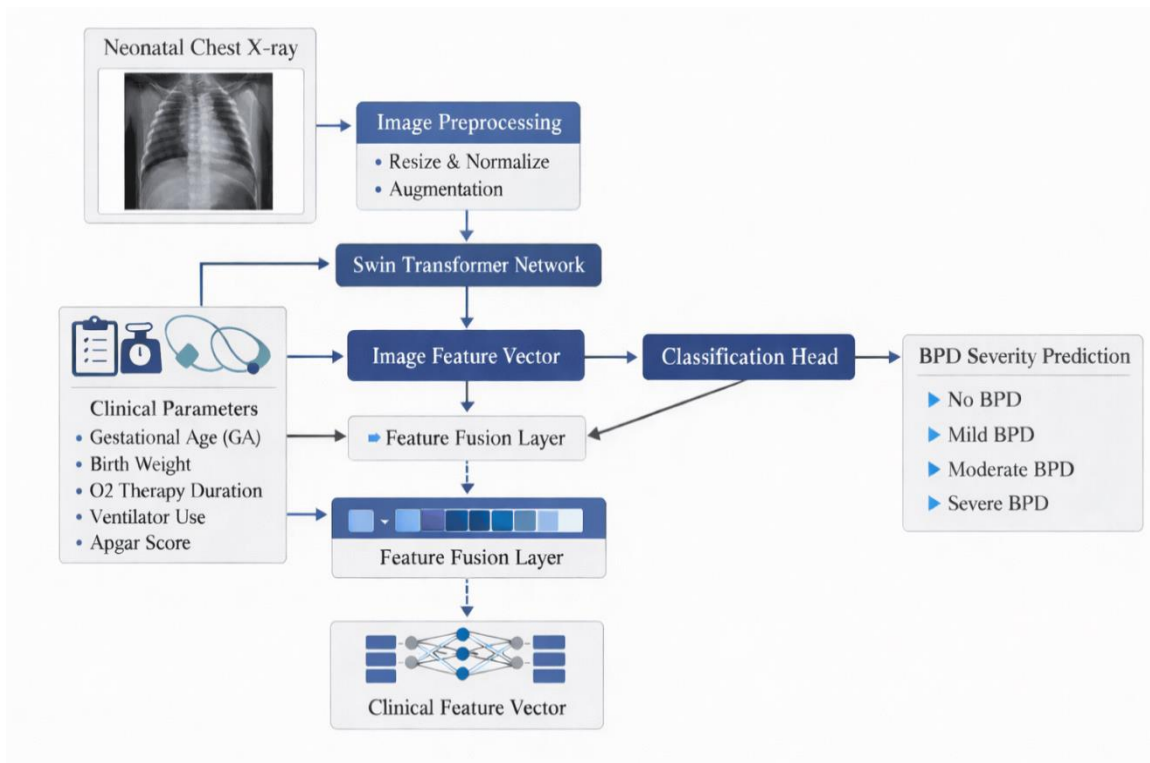 Neonatal Chest X-ray
Image Preprocessing
• Resize & Normalize
• Augmentation
Swin Transformer Network
Image Feature Vector
Classification Head
BPD Severity Prediction
No BPD
Mild BPD
Moderate BPD
Severe BPD
Clinical Parameters
• Gestational Age (GA)
• Birth Weight
• O2 Therapy Duration
• Ventilator Use
• Apgar Score
Feature Fusion Layer
Feature Fusion Layer
Clinical Feature Vector